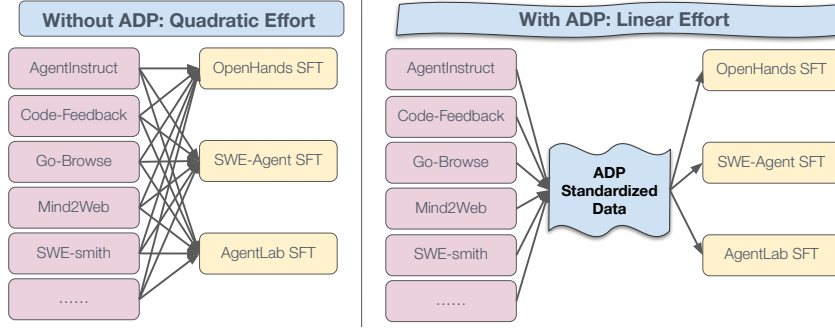 Without ADP: Quadratic Effort
AgentInstruct
Code-Feedback
Go-Browse
Mind2Web
SWE-smith
......
OpenHands SFT
SWE-Agent SFT
AgentLab SFT
With ADP: Linear Effort
AgentInstruct
Code-Feedback
Go-Browse
Mind2Web
SWE-smith
......
ADP
Standardized
Data
OpenHands SFT
SWE-Agent SFT
AgentLab SFT